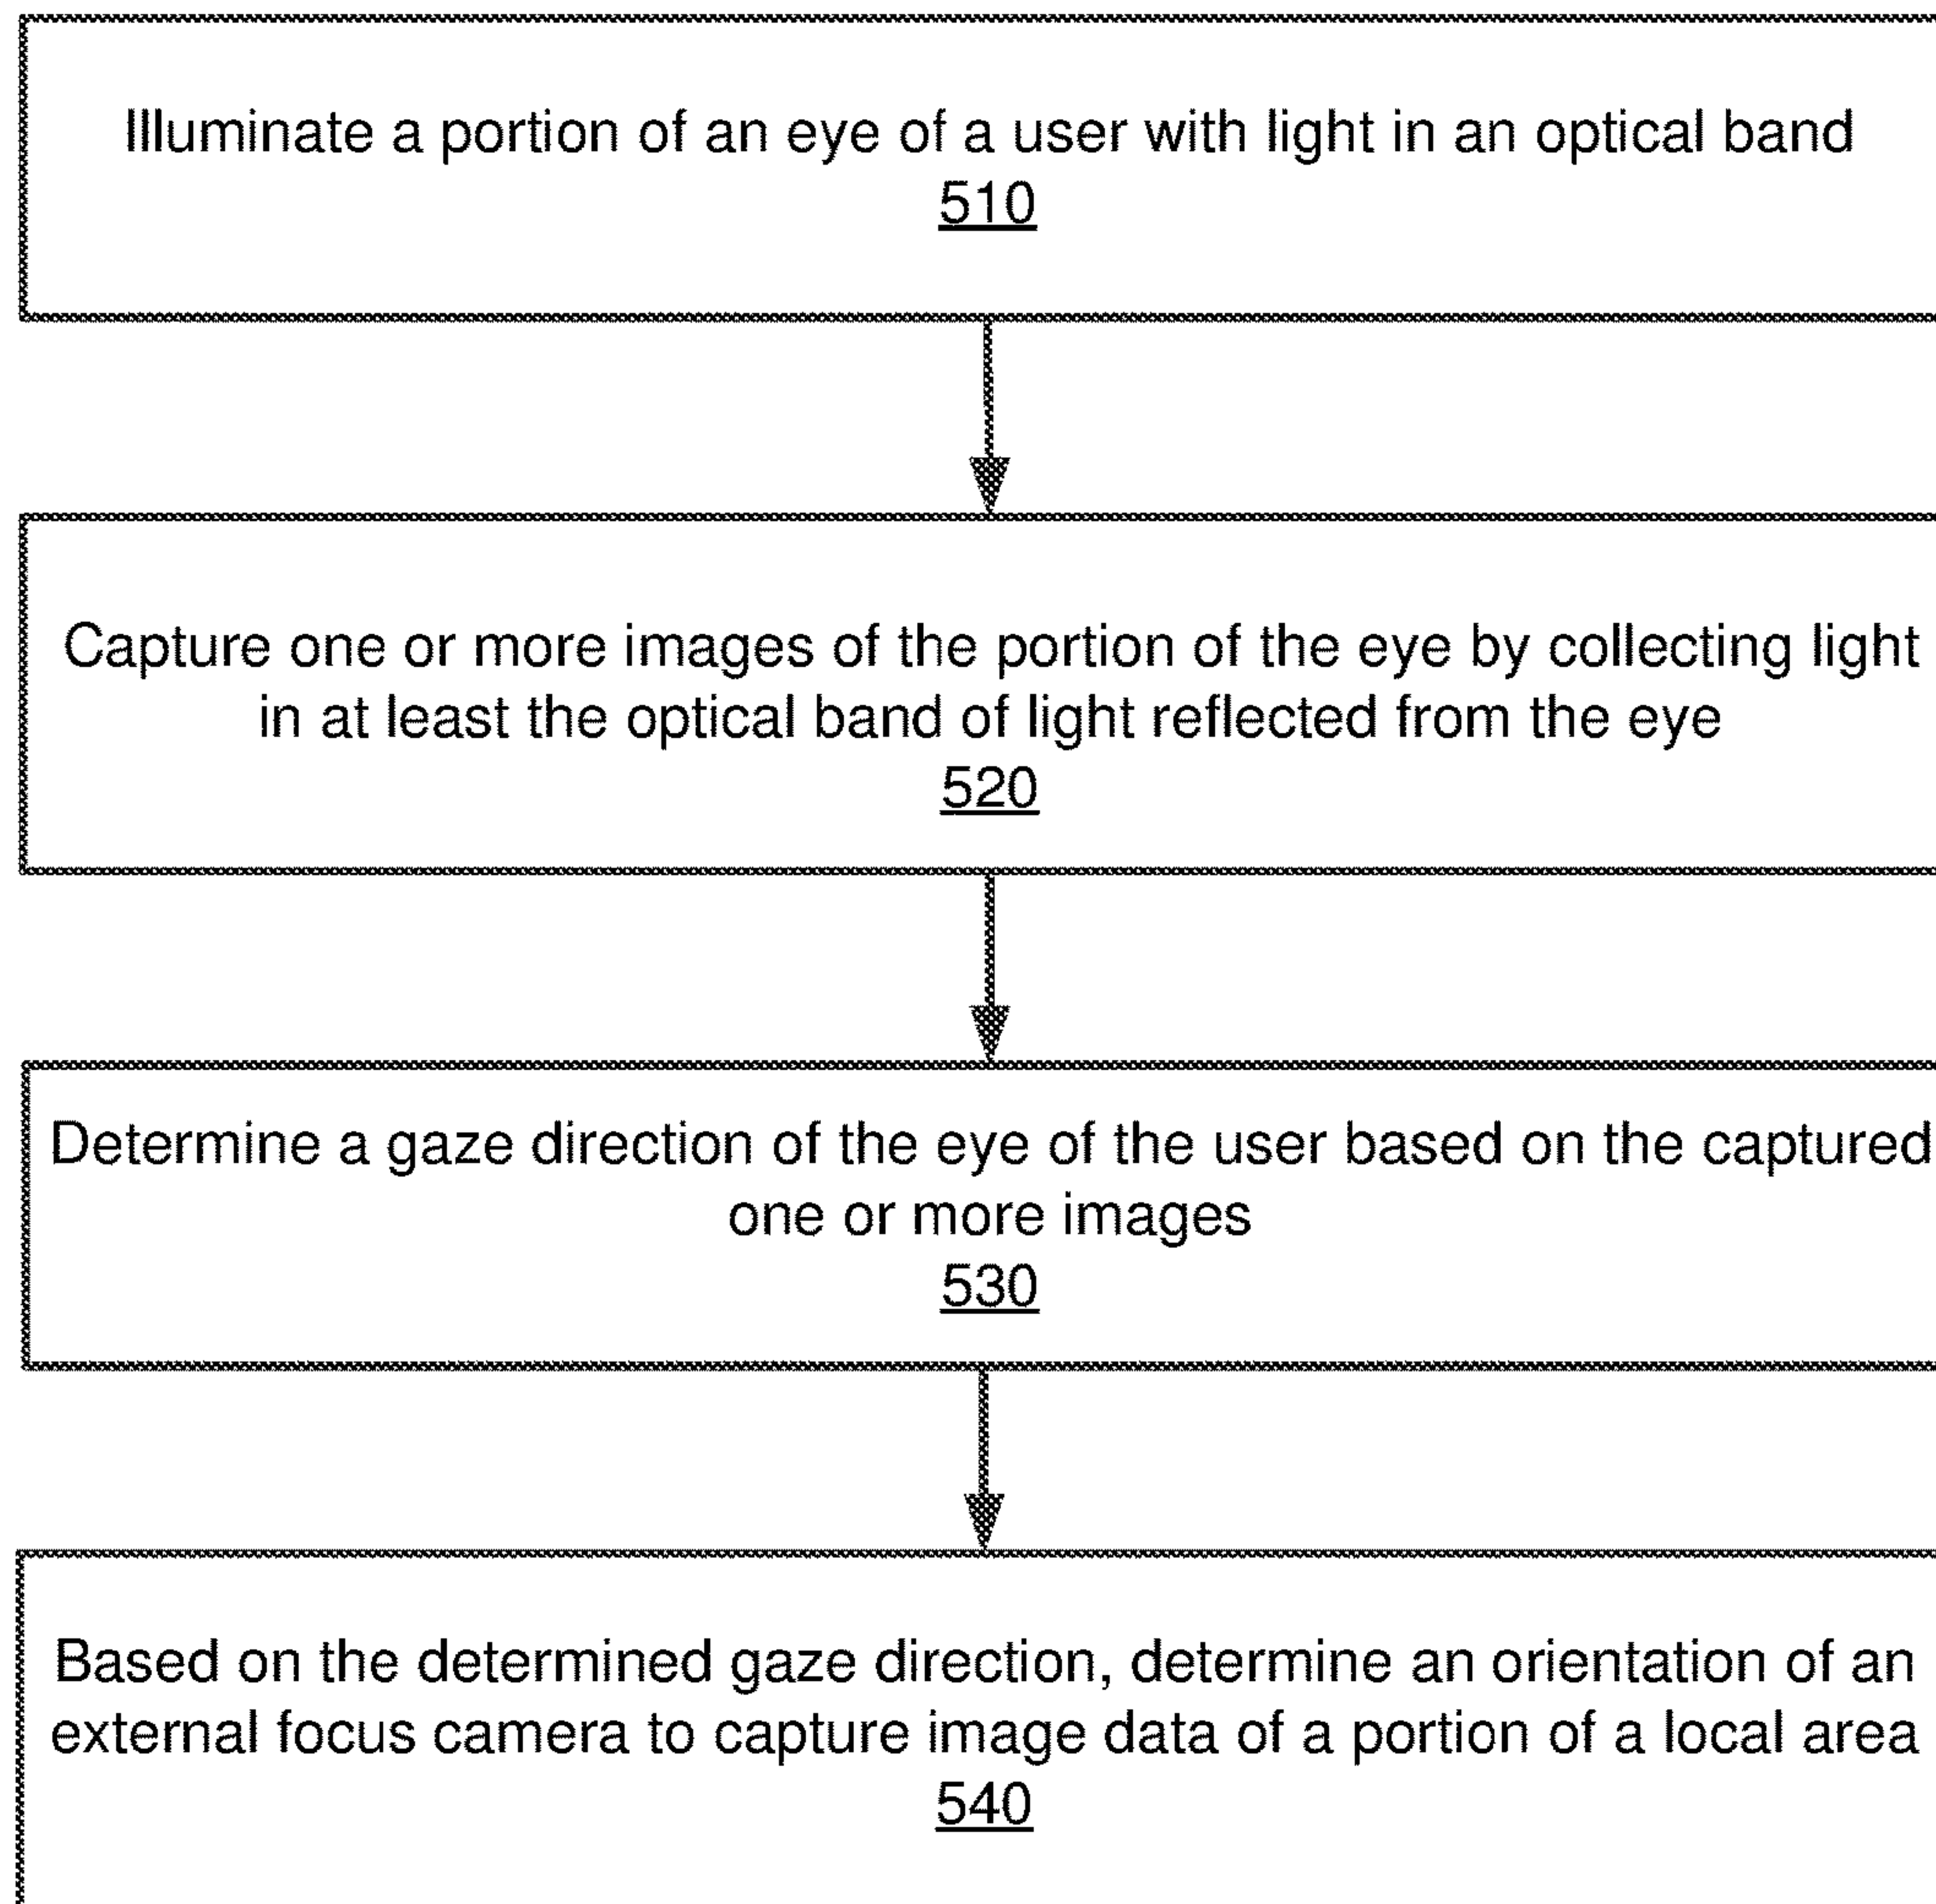 Illuminate a portion of an eye of a user with light in an optical band
510
Capture one or more images of the portion of the eye by collecting light
in at least the optical band of light reflected from the eye
520
Determine a gaze direction of the eye of the user based on the captured
one or more images
530
Based on the determined gaze direction, determine an orientation of an
external focus camera to capture image data of a portion of a local area
540